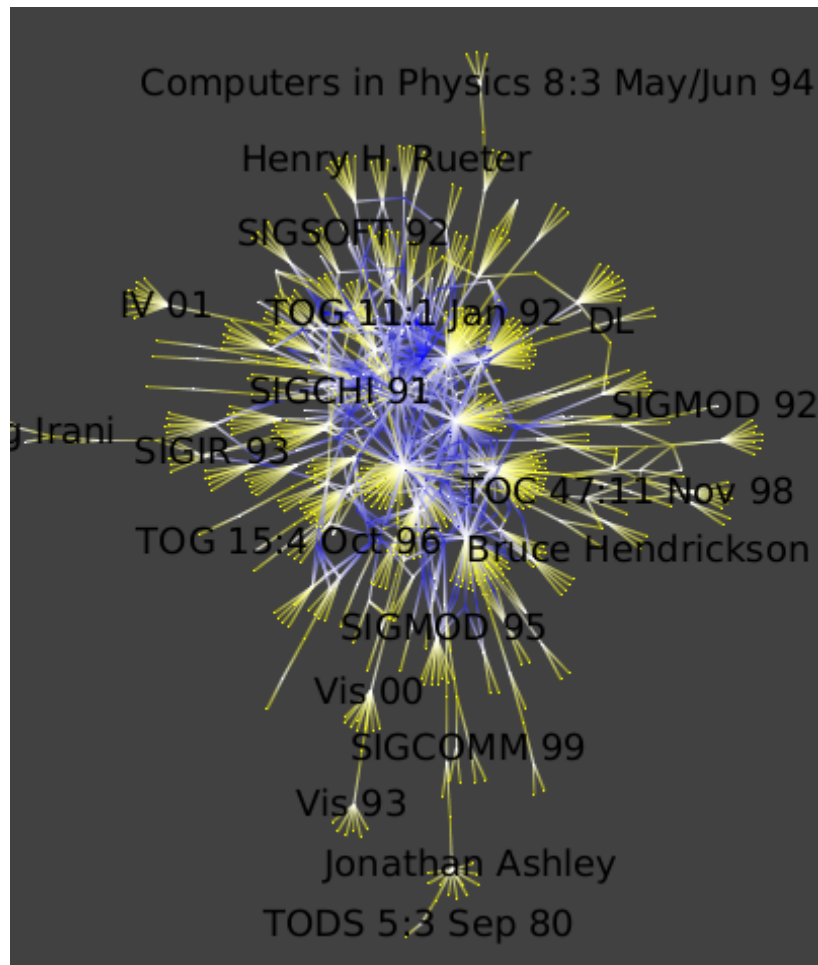 Computers in Physics 8:3 May/Jun 94
Henry H. Rueter
SIGSOFT 92
IV 01
TOG 11:1 Jan 92
DL
SIGCHI 91
SIGMOD 92
g Irani
SIGIR 93
TOC 47:11 Nov 98
TOG 15:4 Oct 96
Bruce Hendrickson
SIGMOD 95
Vis 00
SIGCOMM 99
Vis 93
Jonathan Ashley
TODS 5:3 Sep 80